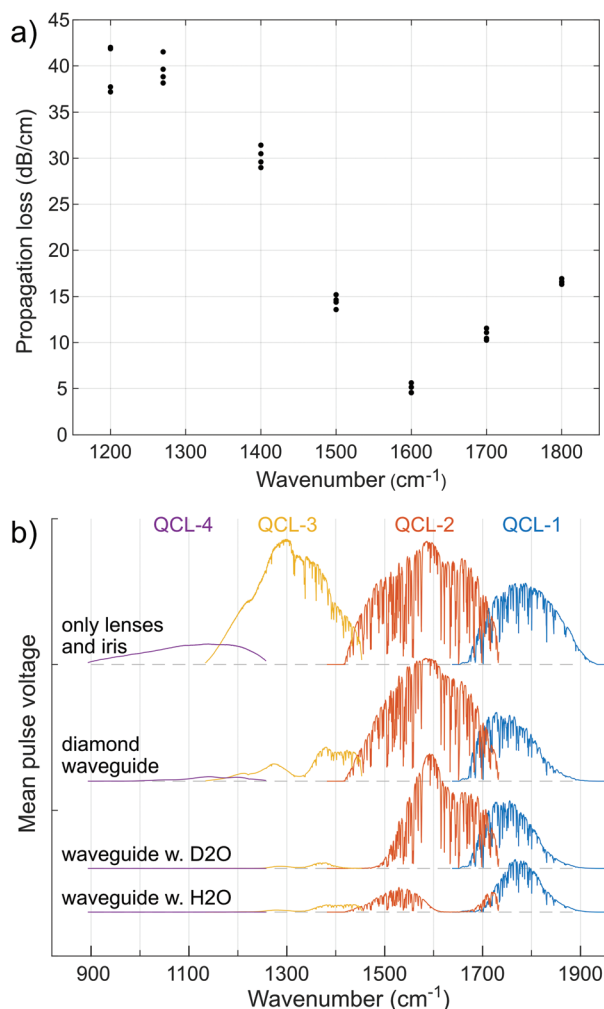 a)
45
40
35
30
25
20
15
10
5
0
Propagation loss (dB/cm)
1200 1300 1400 1500 1600 1700 1800
Wavenumber (cm⁻¹)
b)
QCL-4 QCL-3 QCL-2 QCL-1
only lenses
and iris
diamond
waveguide
waveguide w. D2O
waveguide w. H2O
Mean pulse voltage
900 1100 1300 1500 1700 1900
Wavenumber (cm⁻¹)